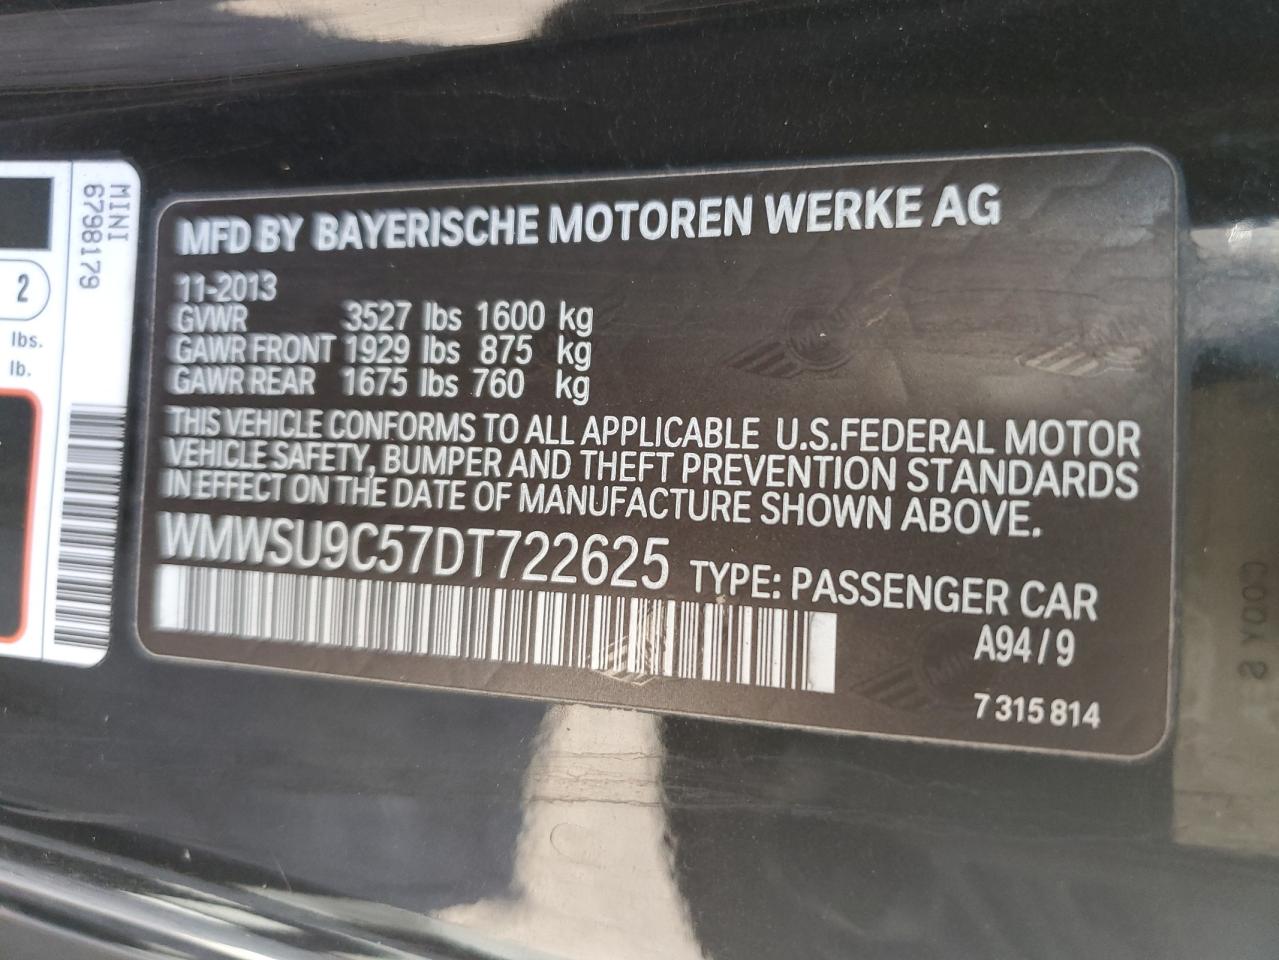 MINI
6798179
2
lbs.
lb.
MFD BY BAYERISCHE MOTOREN WERKE AG
11-2013
GVWR 3527 lbs 1600 kg
GAWR FRONT 1929 lbs 875 kg
GAWR REAR 1675 lbs 760 kg
THIS VEHICLE CONFORMS TO ALL APPLICABLE U.S.FEDERAL MOTOR
VEHICLE SAFETY, BUMPER AND THEFT PREVENTION STANDARDS
IN EFFECT ON THE DATE OF MANUFACTURE SHOWN ABOVE.
WMWSU9C57DT722625 TYPE: PASSENGER CAR
A94/9
7 315 814